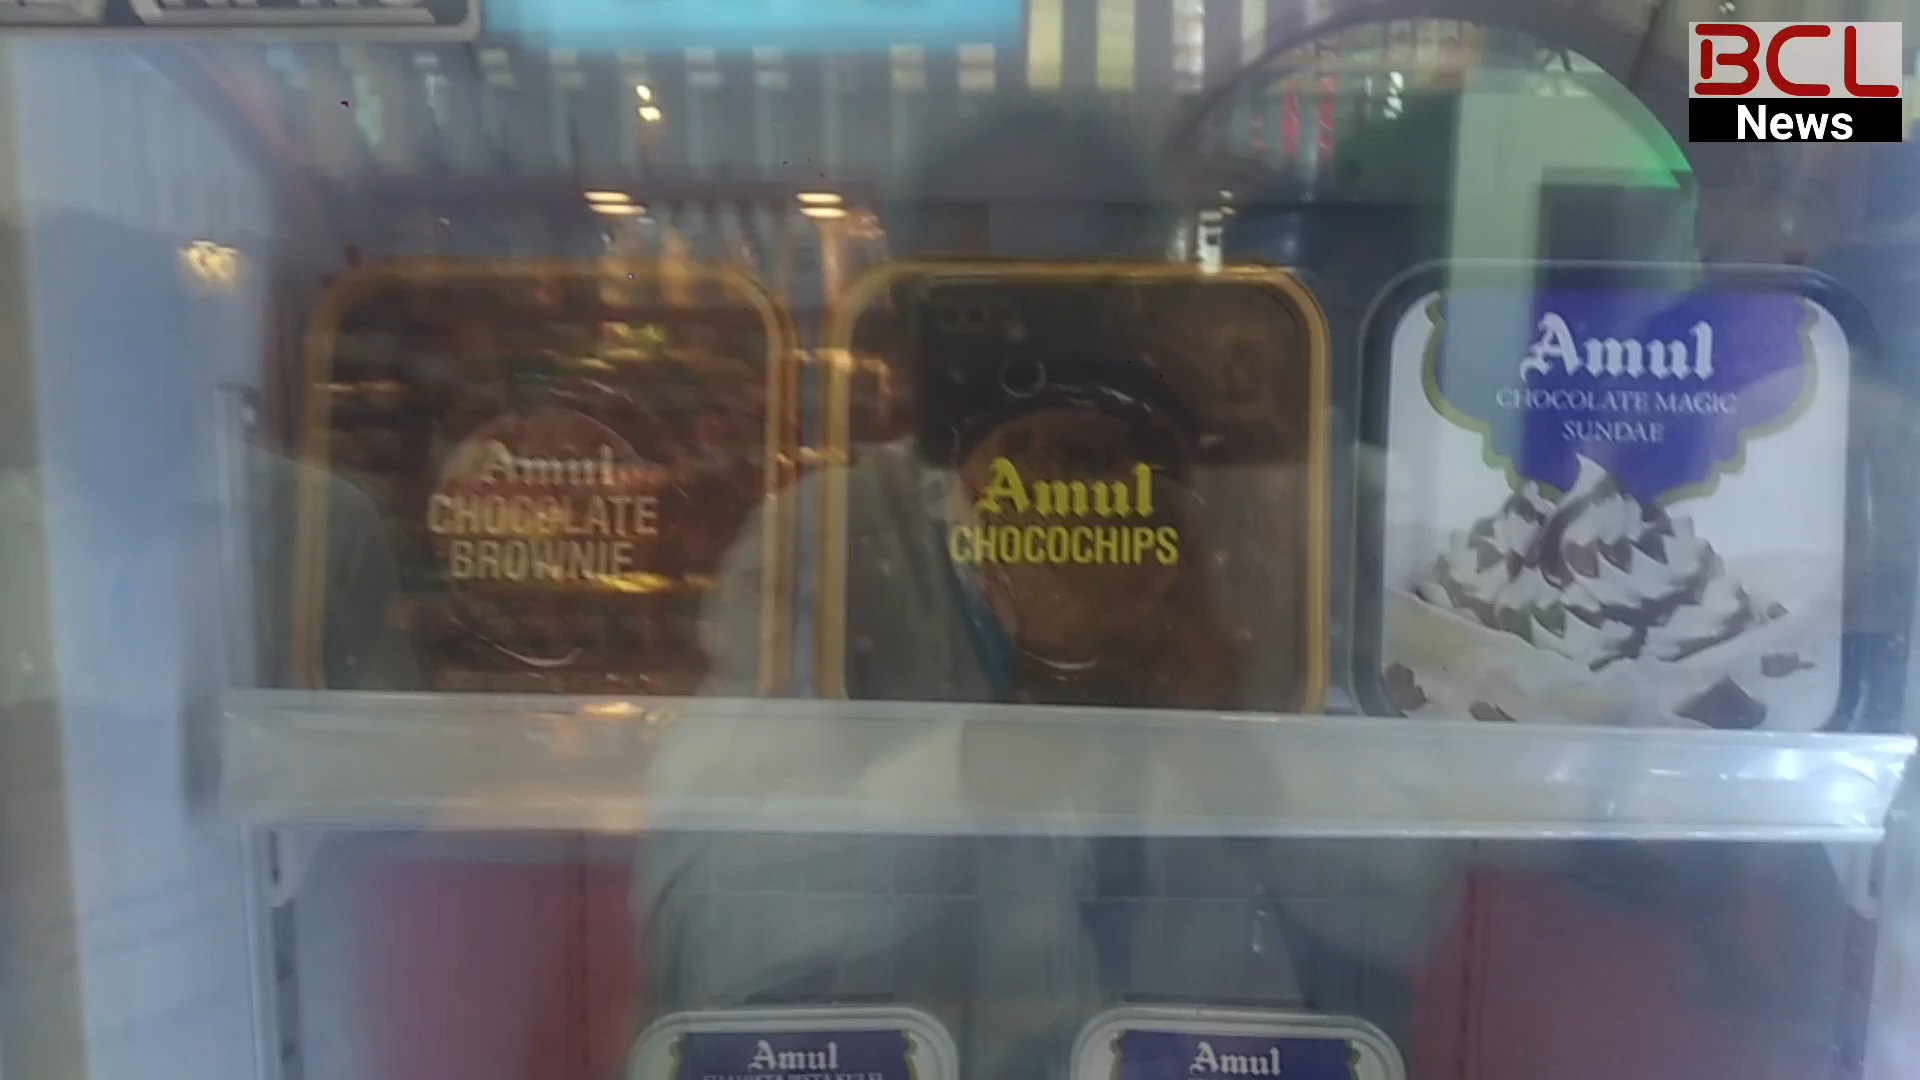 BCL
News
Amul
CHOCOLATE
BROWNIE
Amul
CHOCOCHIPS
Amul
CHOCOLATE MAGIC
SUNDAE
Amul
Amul